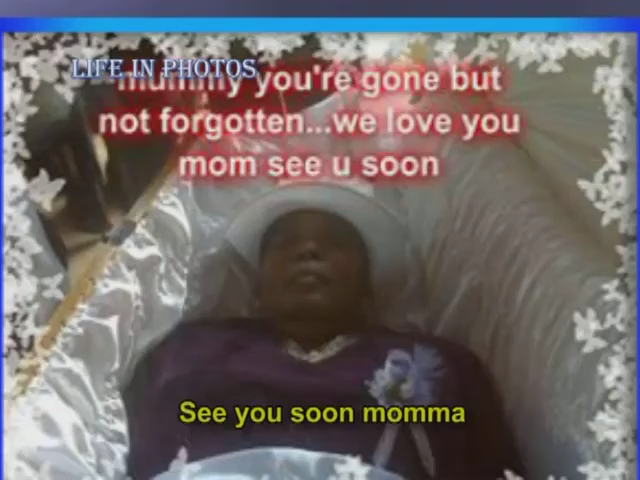 LIFE IN PHOTOS
mummy you're gone but
not forgotten...we love you
mom see u soon
See you soon momma